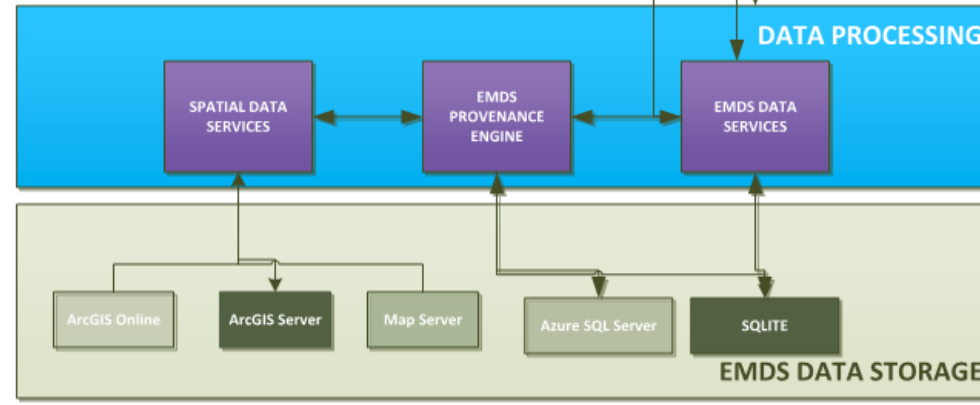 DATA PROCESSING
SPATIAL DATA
SERVICES
EMDS
PROVENANCE
ENGINE
EMDS DATA
SERVICES
ArcGIS Online
ArcGIS Server
Map Server
Azure SQL Server
SQLITE
EMDS DATA STORAGE